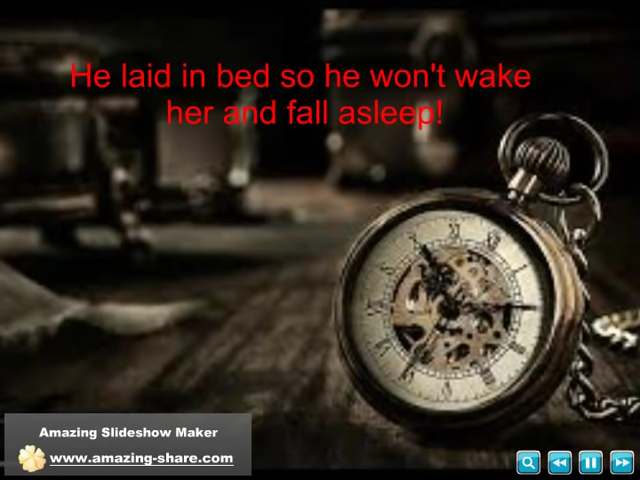 He laid in bed so he won't wake
her and fall asleep!
Amazing Slideshow Maker
www.amazing-share.com